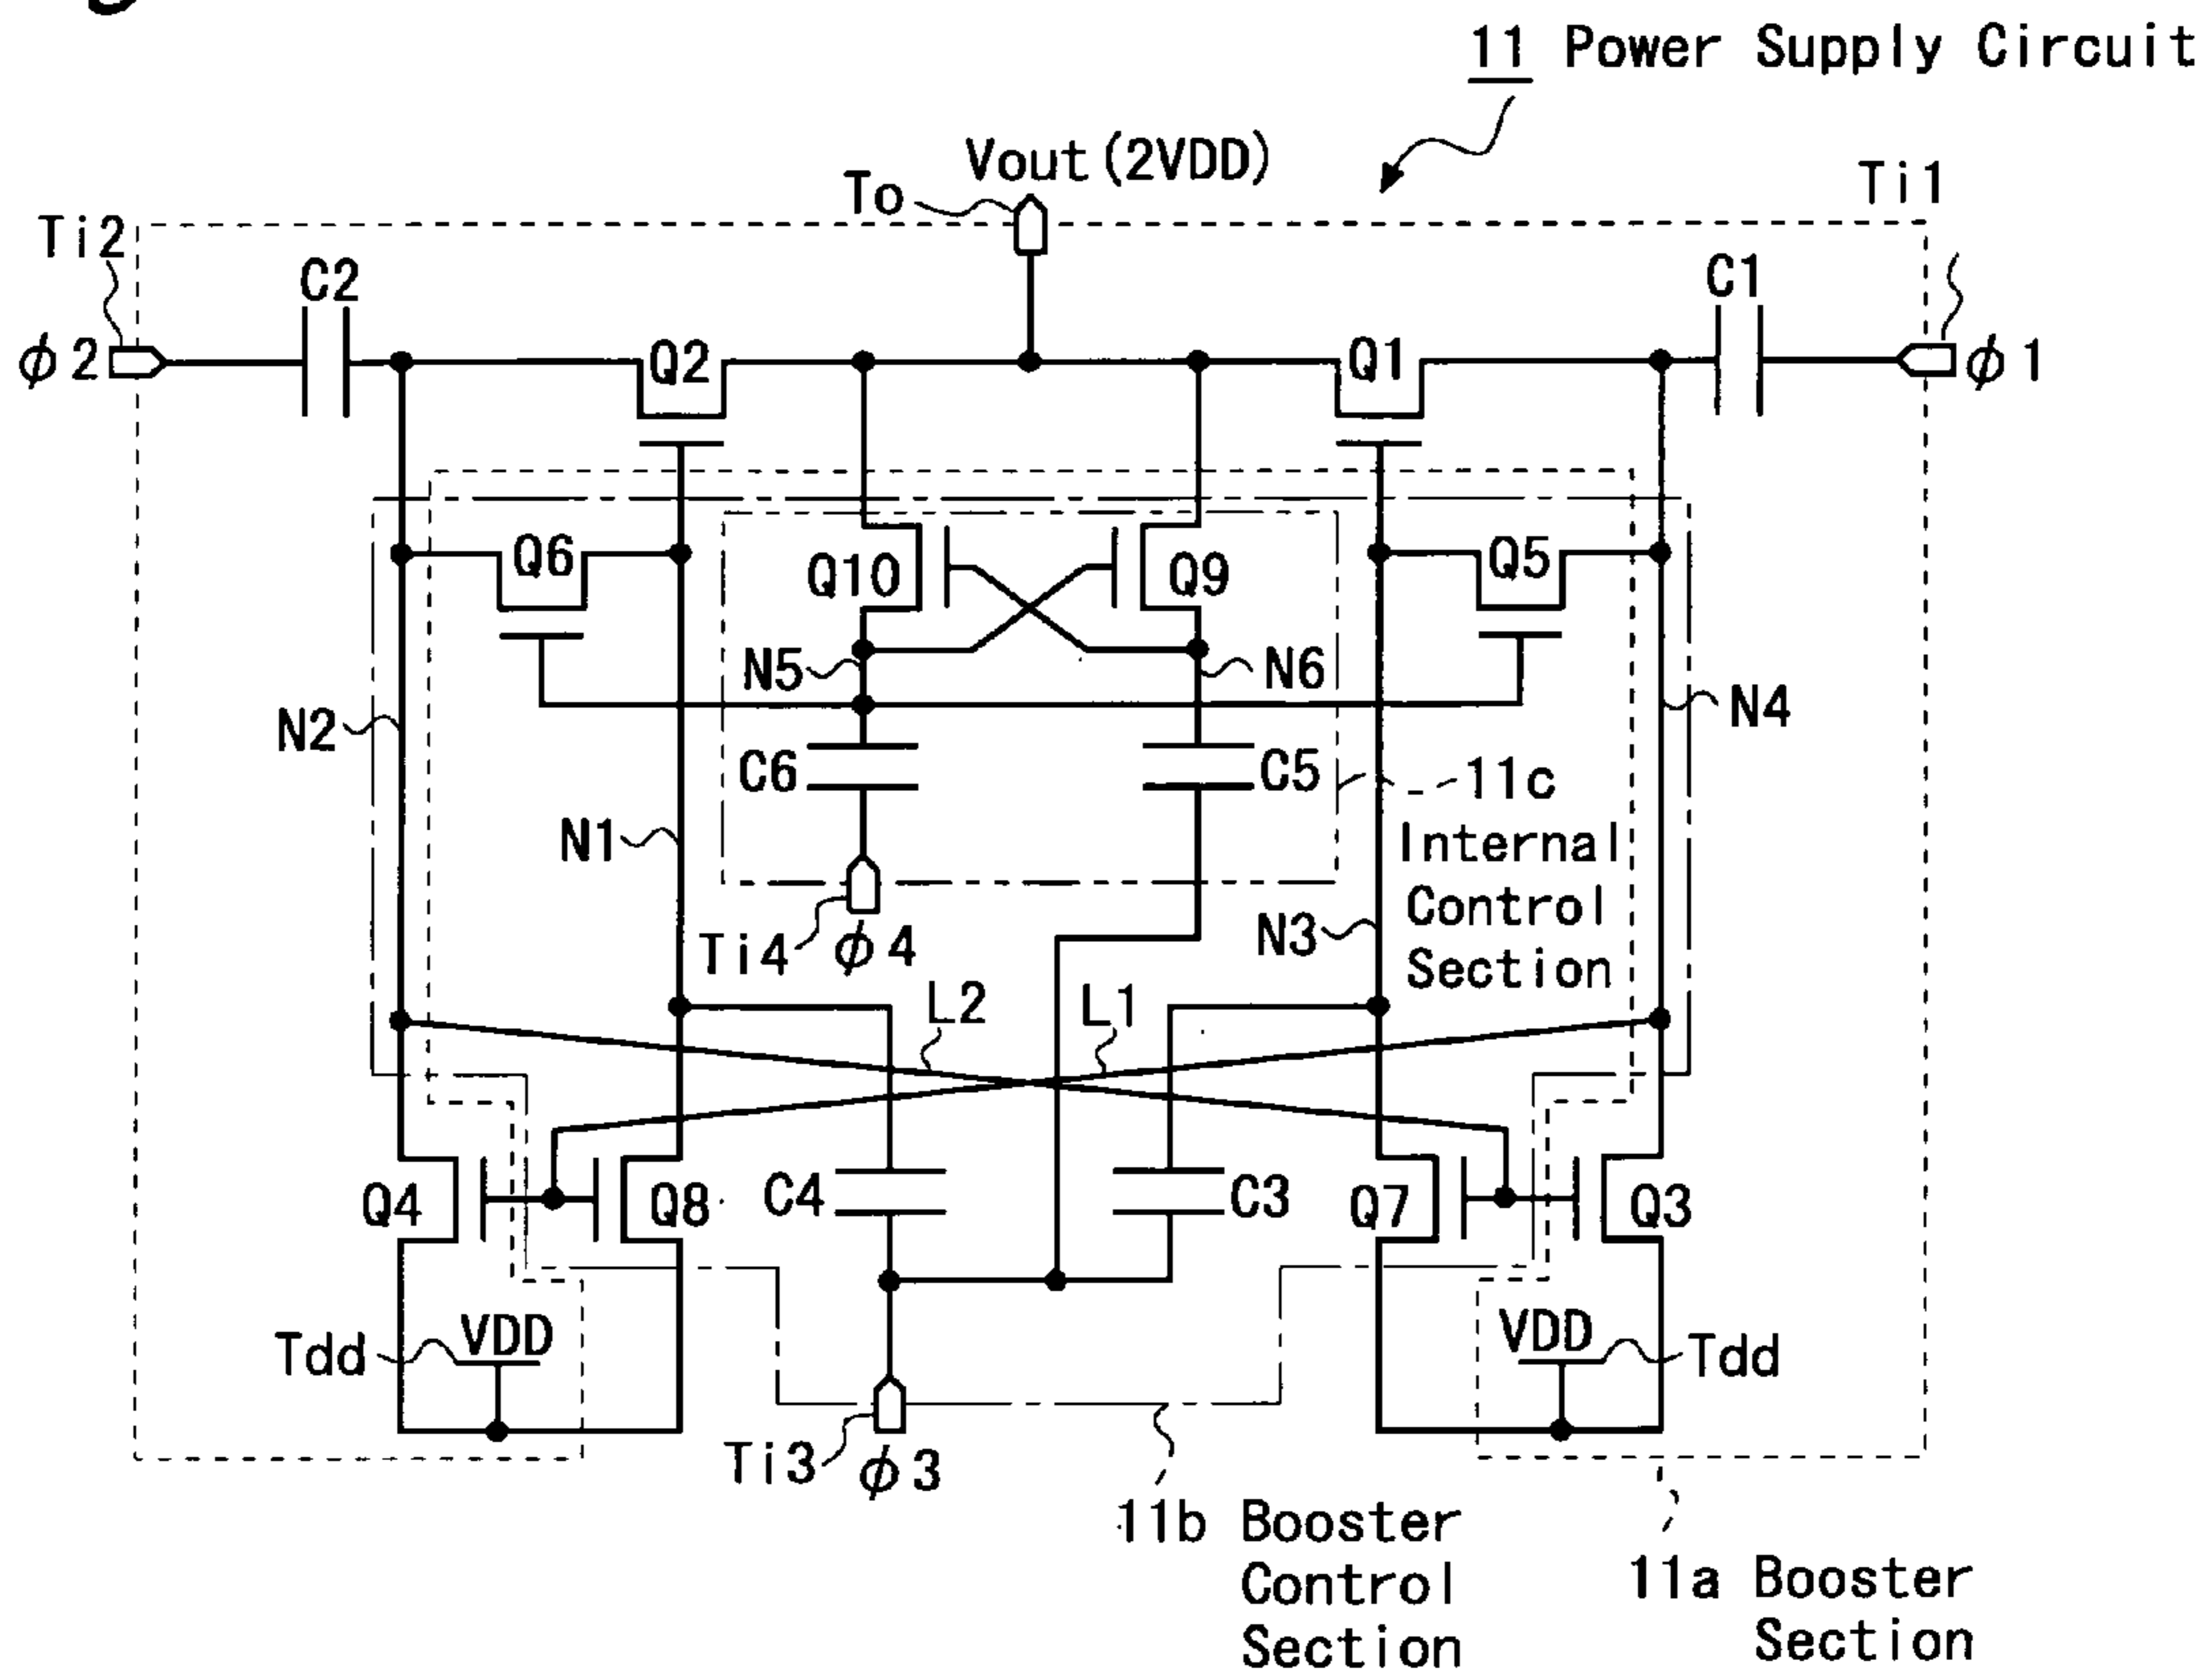 11 Power Supply Circuit
Vout(2VDD)
To
Ti1
Ti2
C2
C1
ϕ2
Q2
Q1
ϕ1
Q6
Q10
Q9
Q5
N5
N6
N2
N4
C6
C5
11c
Internal
Control
Section
N1
N3
Ti4
ϕ4
L2
L1
Q4
Q8
C4
C3
Q7
Q3
Tdd
VDD
VDD
Tdd
Ti3
ϕ3
11b Booster
Control
Section
11a Booster
Section